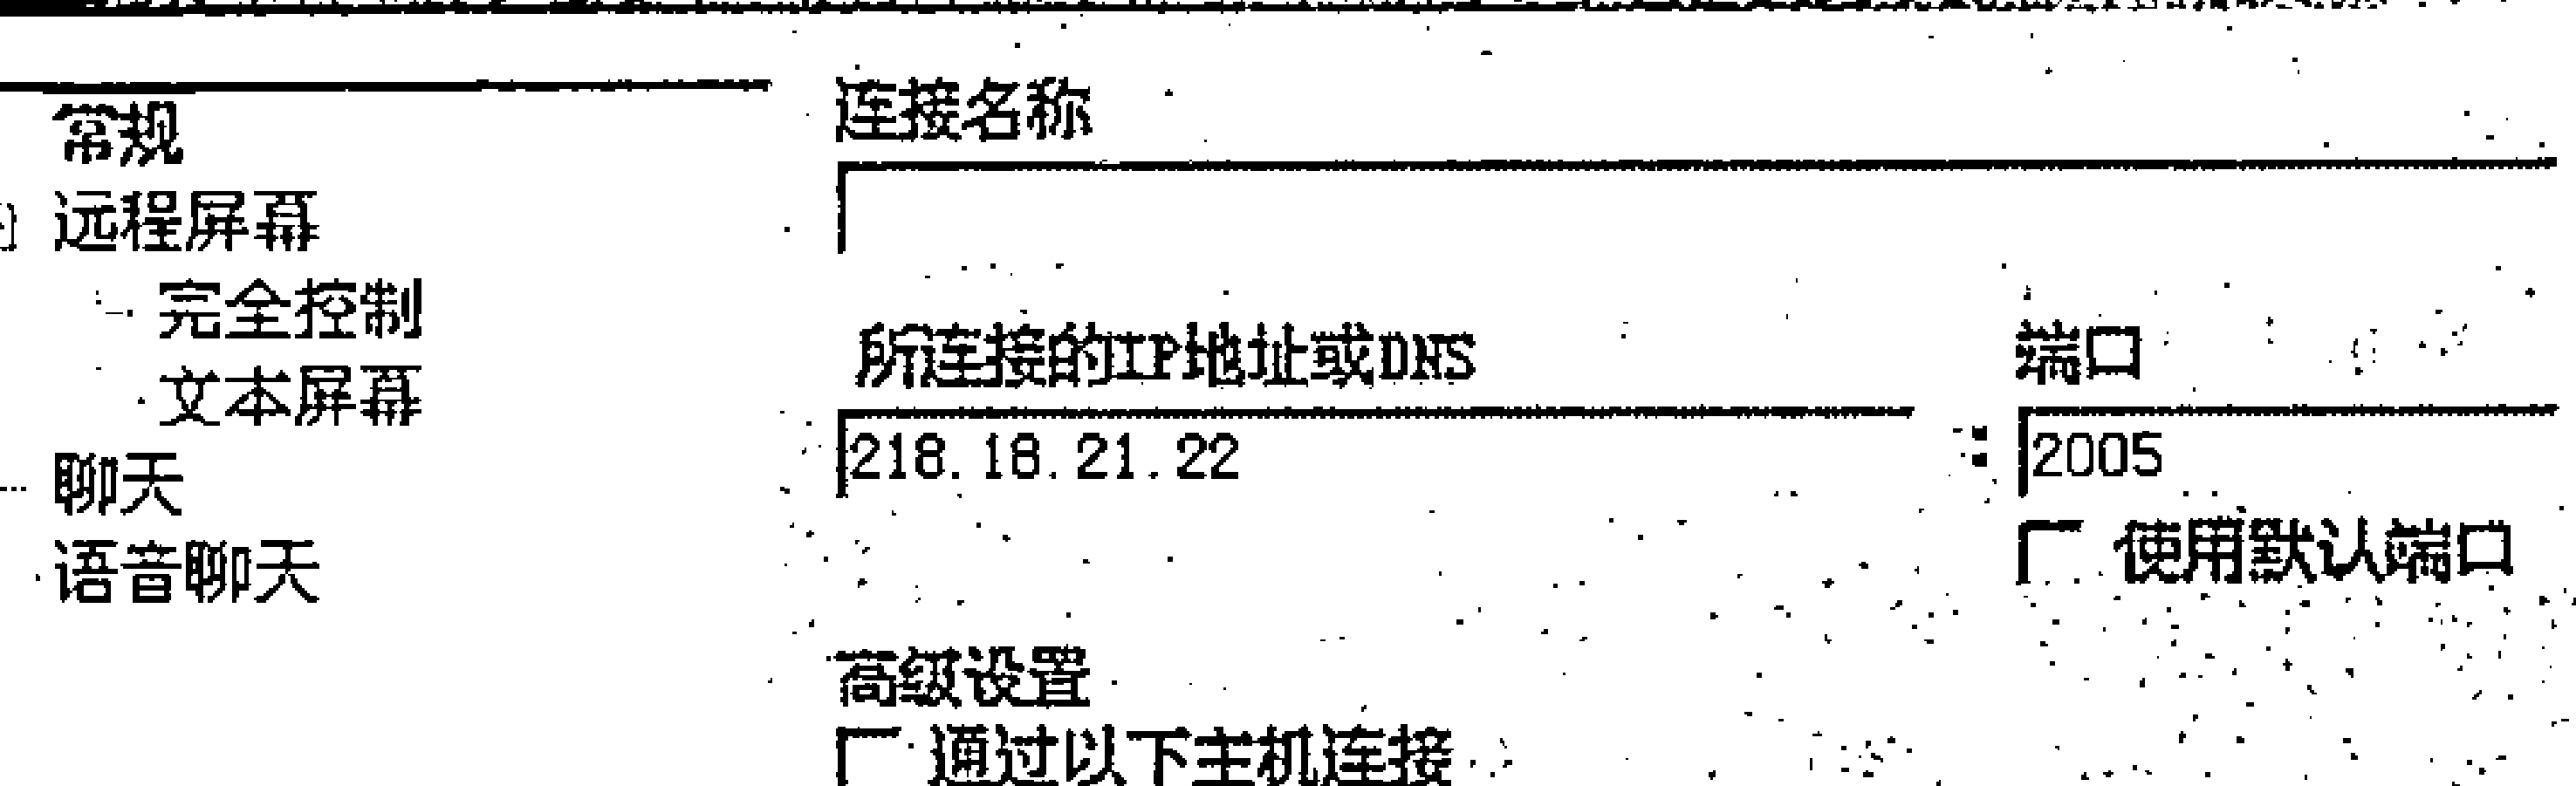 常规
远程屏幕
完全控制
文本屏幕
聊天
语音聊天
连接名称
所连接的IP地址或DNS
端口
218.18.21.22 : 2005
使用默认端口
高级设置
通过以下主机连接